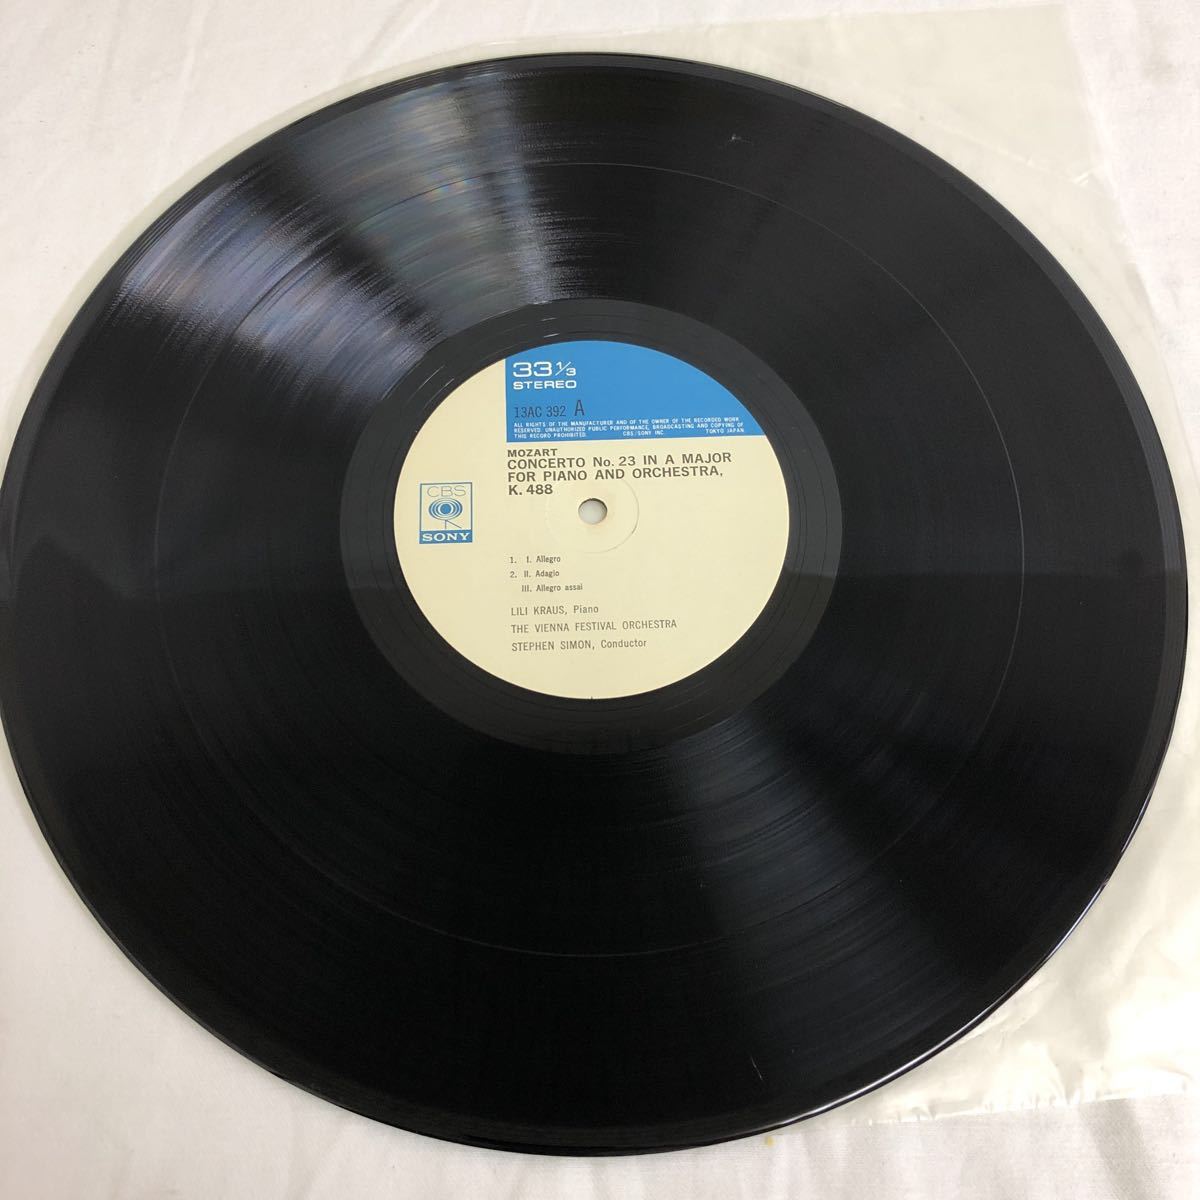 33 1/3
STEREO
13AC 392 A
ALL RIGHTS OF THE MANUFACTURER AND OF THE OWNER OF THE RECORDED WORK
RESERVED. UNAUTHORIZED PUBLIC PERFORMANCE, BROADCASTING AND COPYING OF
THIS RECORD PROHIBITED. CBS/SONY INC. TOKYO JAPAN
MOZART
CONCERTO No. 23 IN A MAJOR
FOR PIANO AND ORCHESTRA,
K. 488
CBS
SONY
1. I. Allegro
2. II. Adagio
III. Allegro assai
LILI KRAUS, Piano
THE VIENNA FESTIVAL ORCHESTRA
STEPHEN SIMON, Conductor